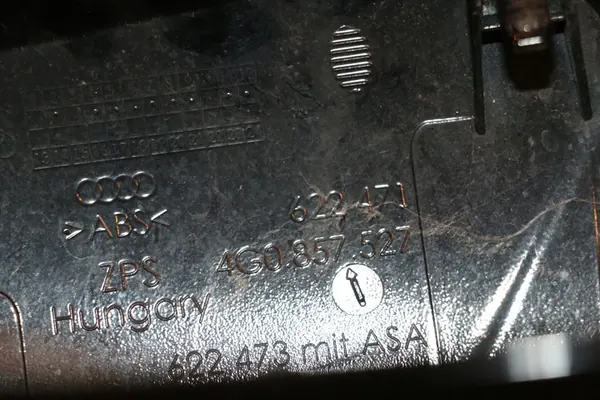 >ABS<
ZPS
Hungary
622 471
4G0.857.527
622 473 mit ASA